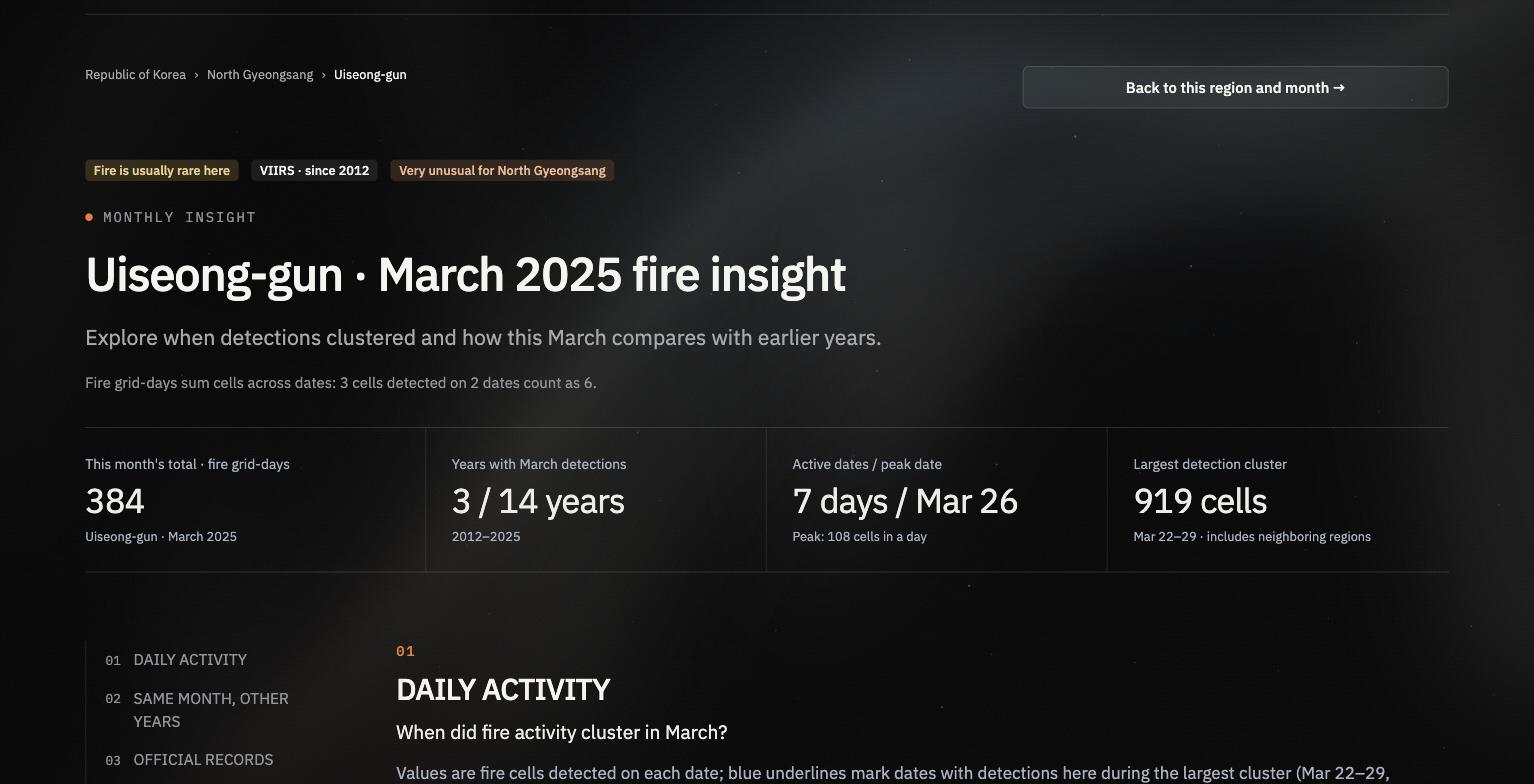 Republic of Korea › North Gyeongsang › Uiseong-gun
Back to this region and month →
Fire is usually rare here
VIIRS · since 2012
Very unusual for North Gyeongsang
MONTHLY INSIGHT
Uiseong-gun · March 2025 fire insight
Explore when detections clustered and how this March compares with earlier years.
Fire grid-days sum cells across dates: 3 cells detected on 2 dates count as 6.
This month's total · fire grid-days
384
Uiseong-gun · March 2025
Years with March detections
3 / 14 years
2012–2025
Active dates / peak date
7 days / Mar 26
Peak: 108 cells in a day
Largest detection cluster
919 cells
Mar 22–29 · includes neighboring regions
01 DAILY ACTIVITY
02 SAME MONTH, OTHER
YEARS
03 OFFICIAL RECORDS
01
DAILY ACTIVITY
When did fire activity cluster in March?
Values are fire cells detected on each date; blue underlines mark dates with detections here during the largest cluster (Mar 22–29,